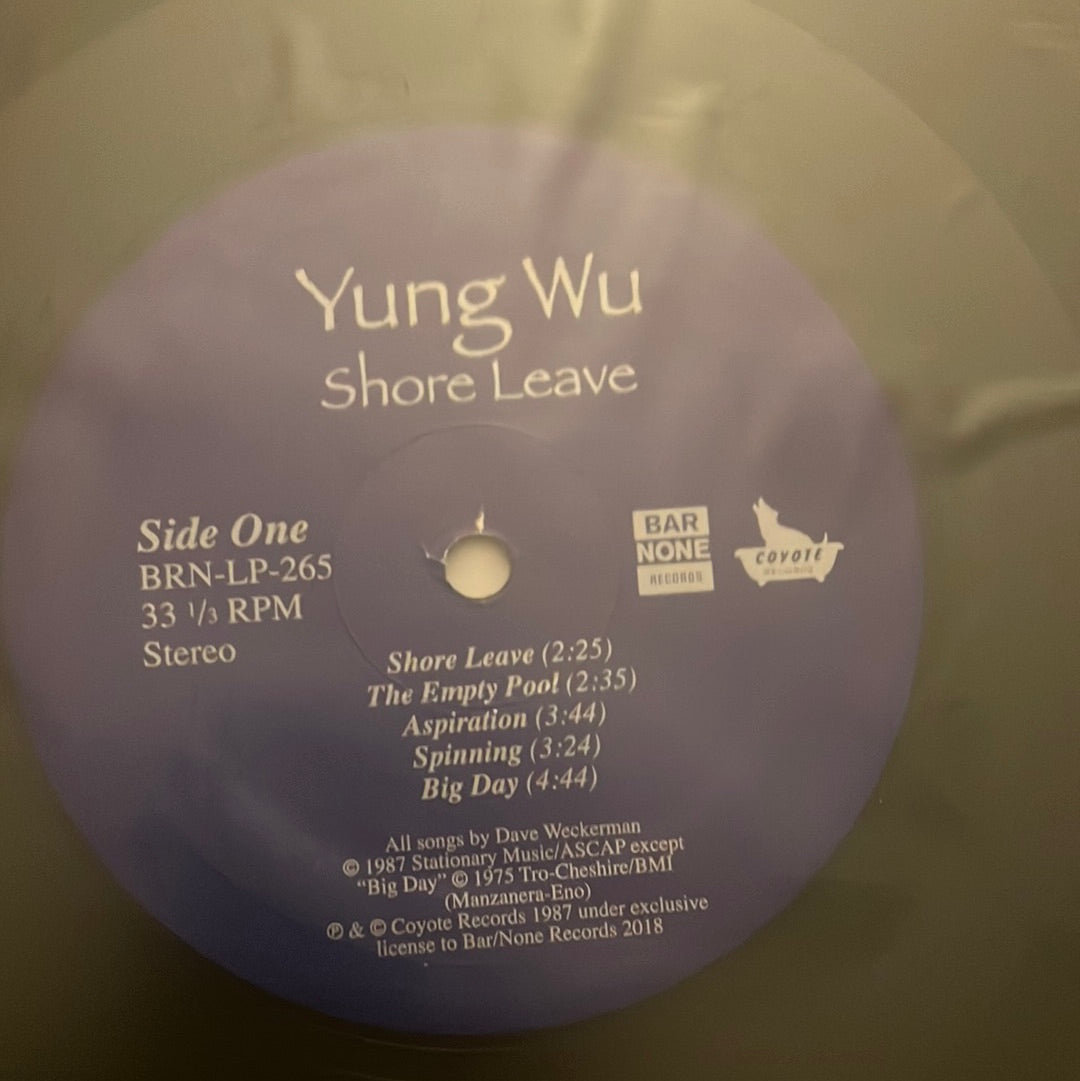 Yung Wu
Shore Leave
Side One
BRN-LP-265
33 1/3 RPM
Stereo
BAR
NONE
RECORDS
COYOTE
RECORDS
Shore Leave (2:25)
The Empty Pool (2:35)
Aspiration (3:44)
Spinning (3:24)
Big Day (4:44)
All songs by Dave Weckerman
© 1987 Stationary Music/ASCAP except
“Big Day” © 1975 Tro-Cheshire/BMI
(Manzanera-Eno)
℗ & © Coyote Records 1987 under exclusive
license to Bar/None Records 2018